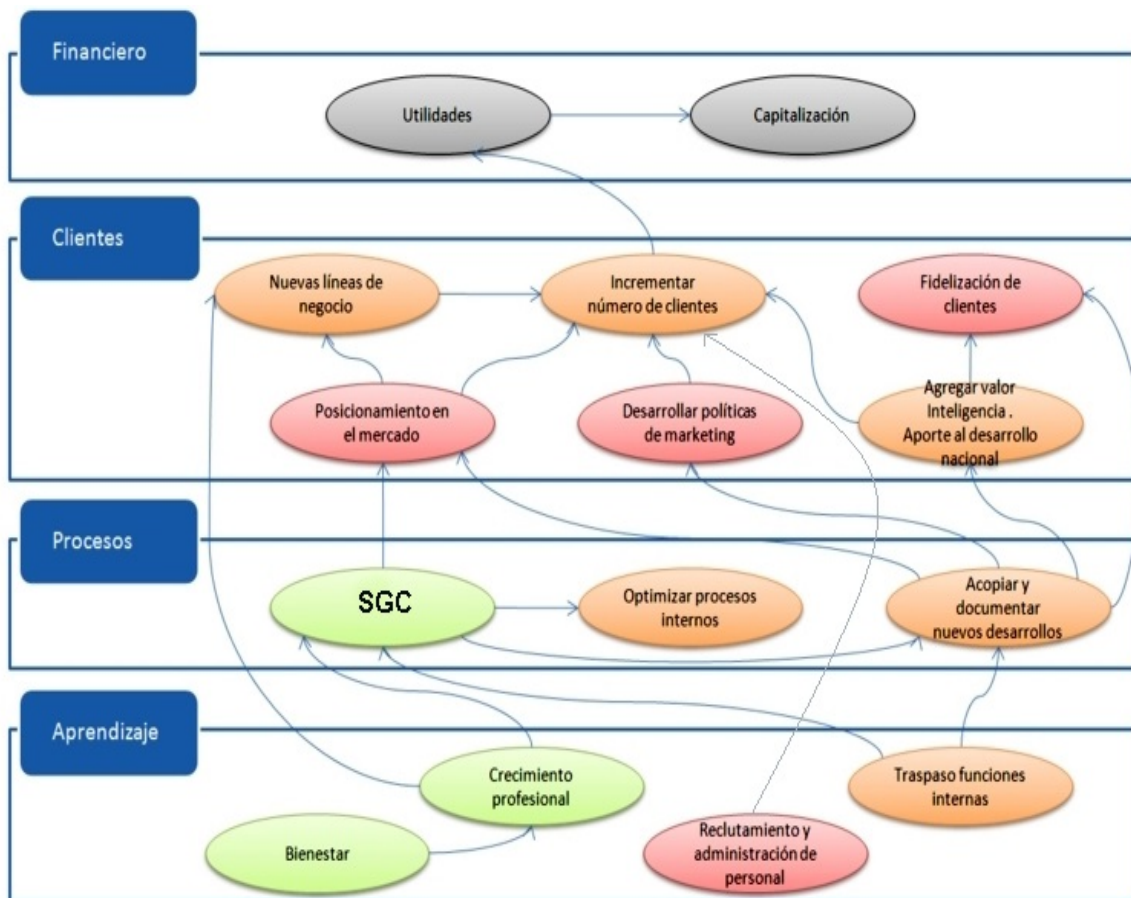 Financiero
Utilidades
Capitalización
Clientes
Nuevas líneas de
negocio
Incrementar
número de clientes
Fidelización de
clientes
Posicionamiento en
el mercado
Desarrollar políticas
de marketing
Agregar valor
Inteligencia .
Aporte al desarrollo
nacional
Procesos
SGC
Optimizar procesos
internos
Acopiar y
documentar
nuevos desarrollos
Aprendizaje
Crecimiento
profesional
Traspaso funciones
internas
Bienestar
Reclutamiento y
administración de
personal